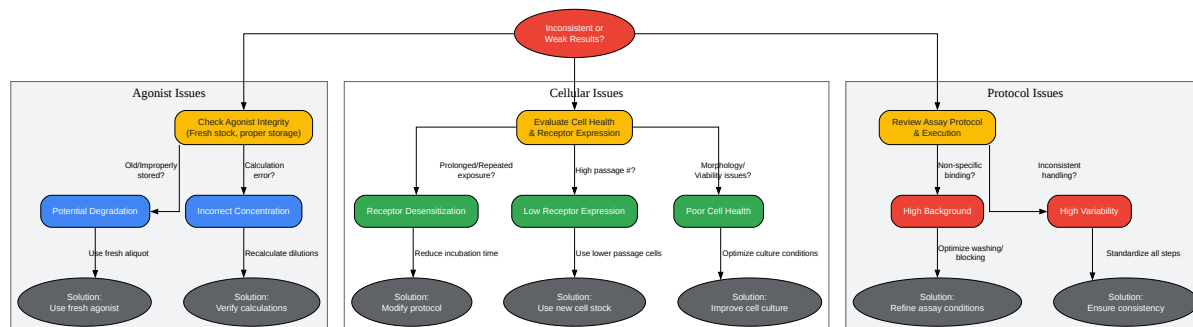 Inconsistent or
Weak Results?
Agonist Issues
Check Agonist Integrity
(Fresh stock, proper storage)
Old/Improperly
stored?
Calculation
error?
Potential Degradation
Incorrect Concentration
Use fresh aliquot
Recalculate dilutions
Solution:
Use fresh agonist
Solution:
Verify calculations
Cellular Issues
Evaluate Cell Health
& Receptor Expression
Prolonged/Repeated
exposure?
High passage #?
Morphology/
Viability issues?
Receptor Desensitization
Low Receptor Expression
Poor Cell Health
Reduce incubation time
Use lower passage cells
Optimize culture conditions
Solution:
Modify protocol
Solution:
Use new cell stock
Solution:
Improve cell culture
Protocol Issues
Review Assay Protocol
& Execution
Non-specific
binding?
Inconsistent
handling?
High Background
High Variability
Optimize washing/
blocking
Standardize all steps
Solution:
Refine assay conditions
Solution:
Ensure consistency